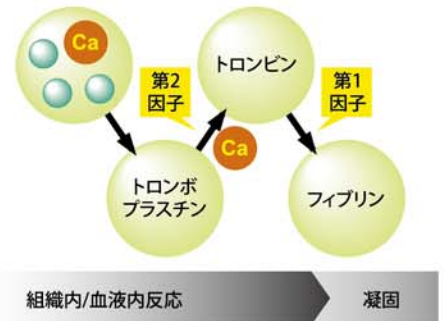 Ca
第2
因子
トロンビン
第1
因子
Ca
トロンボ
プラスチン
フィブリン
組織内/血液内反応
凝固